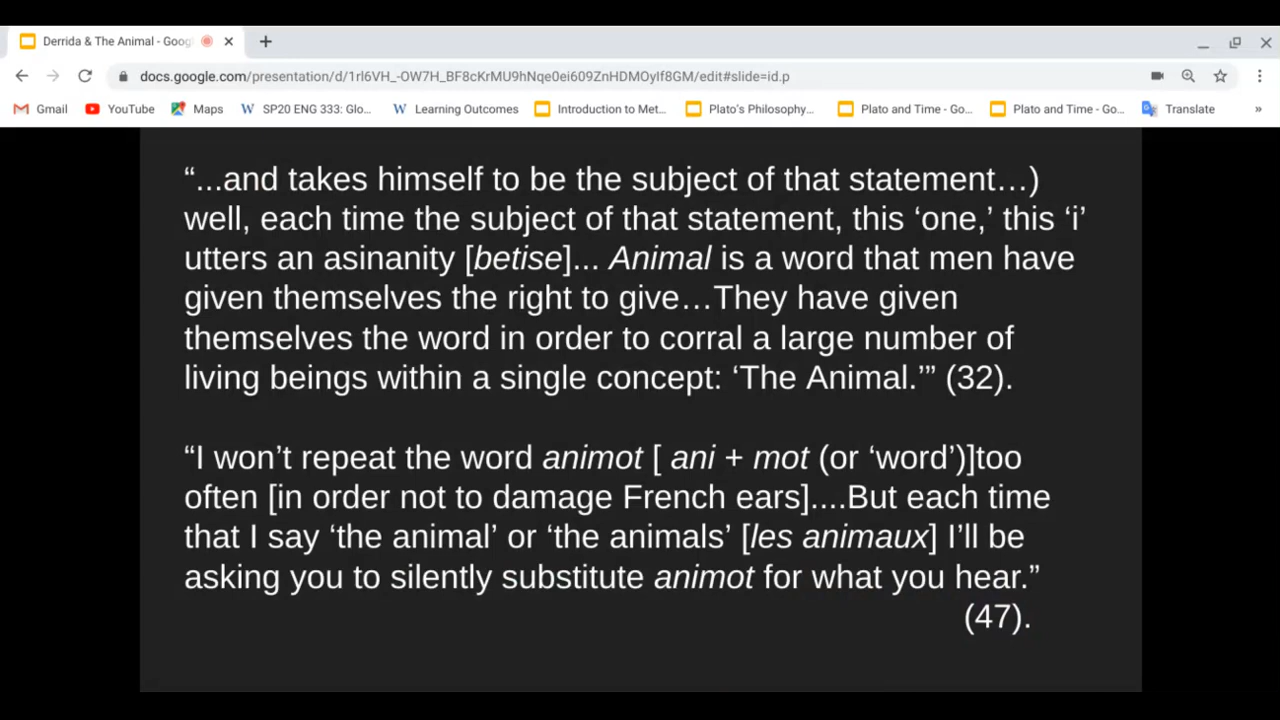 Derrida & The Animal - Goog
docs.google.com/presentation/d/1rl6VH_-OW7H_BF8cKrMU9hNqe0ei609ZnHDMOyIf8GM/edit#slide=id.p
Gmail YouTube Maps SP20 ENG 333: Glo... Learning Outcomes Introduction to Met... Plato's Philosophy... Plato and Time - Go... Plato and Time - Go... Translate »
“...and takes himself to be the subject of that statement…)
well, each time the subject of that statement, this ‘one,’ this ‘i’
utters an asinanity [betise]... Animal is a word that men have
given themselves the right to give…They have given
themselves the word in order to corral a large number of
living beings within a single concept: ‘The Animal.’” (32).
“I won’t repeat the word animot [ ani + mot (or ‘word’)]too
often [in order not to damage French ears]....But each time
that I say ‘the animal’ or ‘the animals’ [les animaux] I’ll be
asking you to silently substitute animot for what you hear.”
(47).